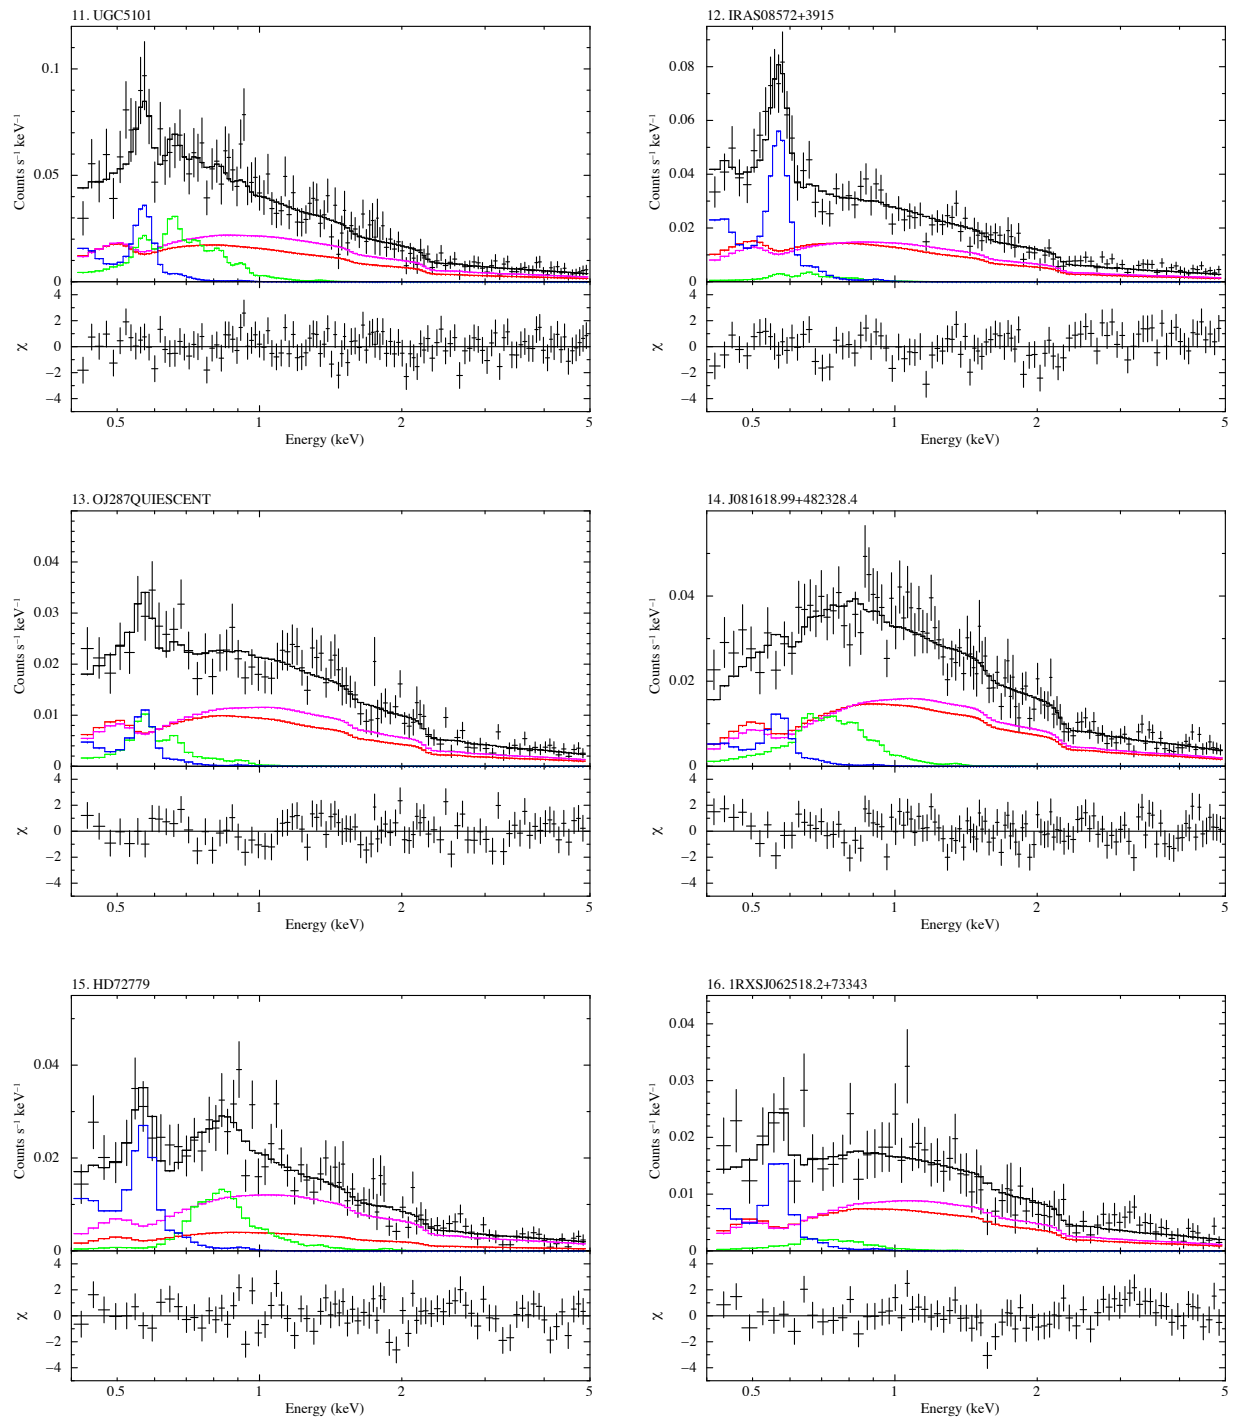 11. UGC5101
0.1
0.05
0
Counts s⁻¹ keV⁻¹
4
2
0
−2
−4
χ
0.5 1 2 5
Energy (keV)
12. IRAS08572+3915
0.08
0.06
0.04
0.02
0
Counts s⁻¹ keV⁻¹
4
2
0
−2
−4
χ
0.5 1 2 5
Energy (keV)
13. OJ287QUIESCENT
0.04
0.03
0.02
0.01
0
Counts s⁻¹ keV⁻¹
4
2
0
−2
−4
χ
0.5 1 2 5
Energy (keV)
14. J081618.99+482328.4
0.04
0.02
0
Counts s⁻¹ keV⁻¹
4
2
0
−2
−4
χ
0.5 1 2 5
Energy (keV)
15. HD72779
0.04
0.02
0
Counts s⁻¹ keV⁻¹
4
2
0
−2
−4
χ
0.5 1 2 5
Energy (keV)
16. 1RXSJ062518.2+73343
0.04
0.03
0.02
0.01
0
Counts s⁻¹ keV⁻¹
4
2
0
−2
−4
χ
0.5 1 2 5
Energy (keV)